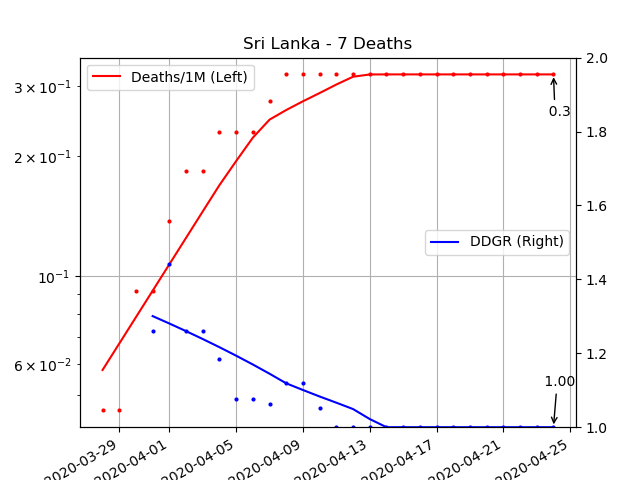 Sri Lanka - 7 Deaths
Deaths/1M (Left)
DDGR (Right)
3 × 10⁻¹
2 × 10⁻¹
10⁻¹
6 × 10⁻²
2.0
1.8
1.6
1.4
1.2
1.0
0.3
1.00
2020-03-29
2020-04-01
2020-04-05
2020-04-09
2020-04-13
2020-04-17
2020-04-21
2020-04-25